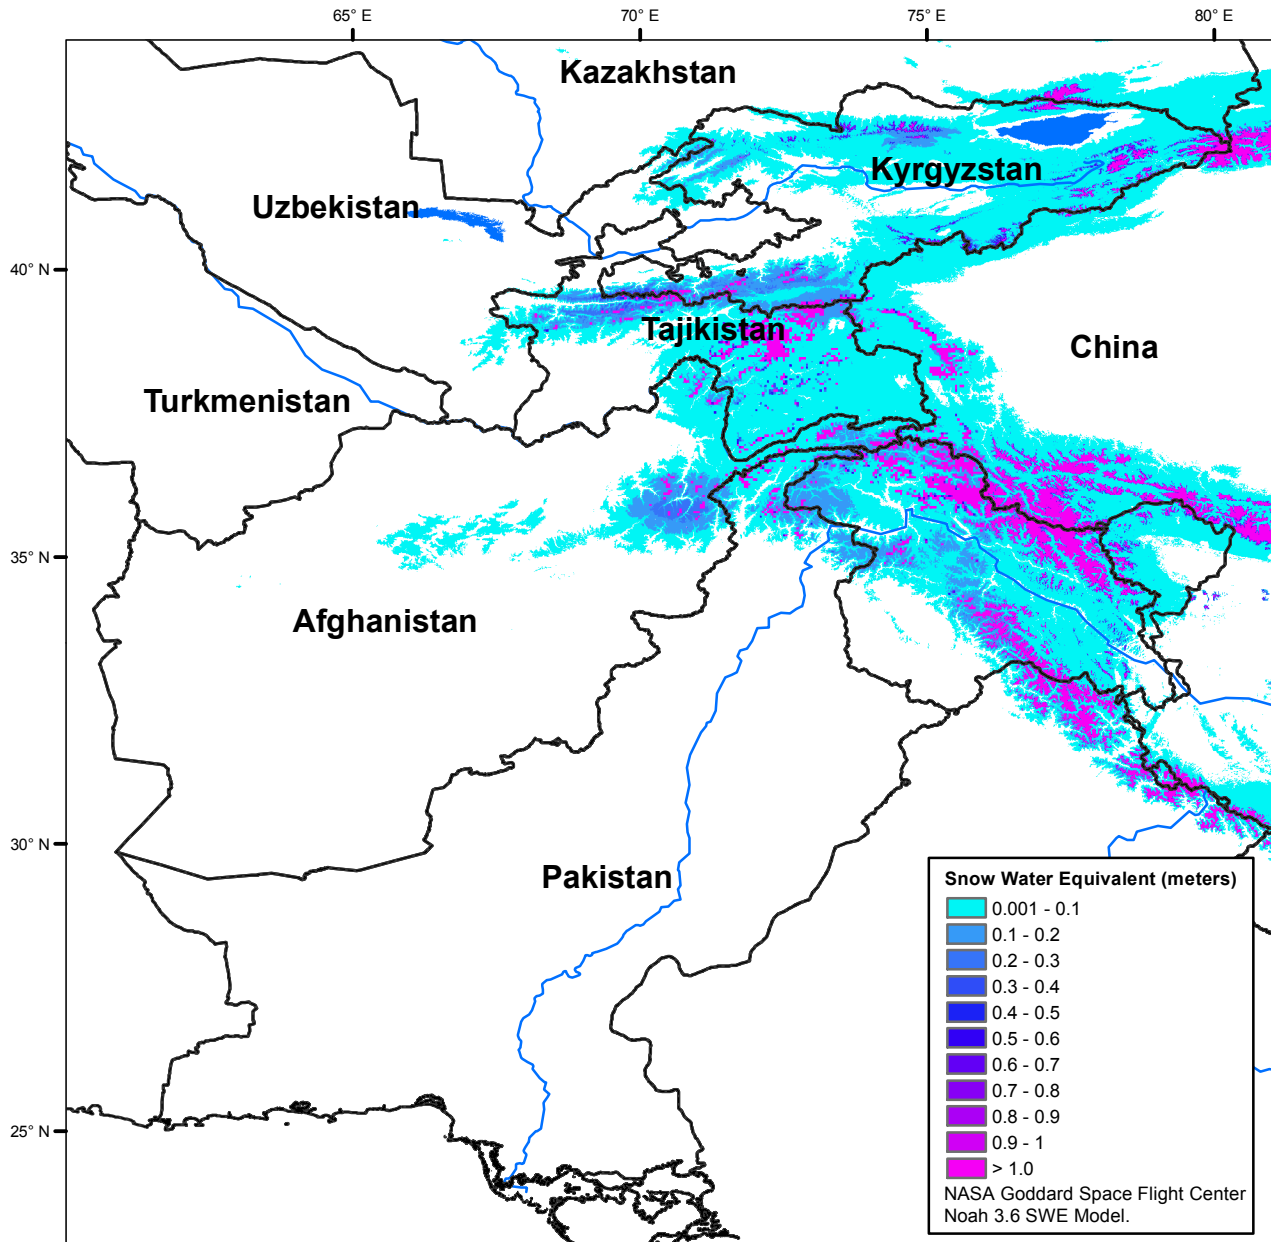 65° E
70° E
75° E
80° E
Kazakhstan
Kyrgyzstan
Uzbekistan
40° N
Tajikistan
China
Turkmenistan
35° N
Afghanistan
30° N
Pakistan
25° N
Snow Water Equivalent (meters)
0.001 - 0.1
0.1 - 0.2
0.2 - 0.3
0.3 - 0.4
0.4 - 0.5
0.5 - 0.6
0.6 - 0.7
0.7 - 0.8
0.8 - 0.9
0.9 - 1
> 1.0
NASA Goddard Space Flight Center
Noah 3.6 SWE Model.